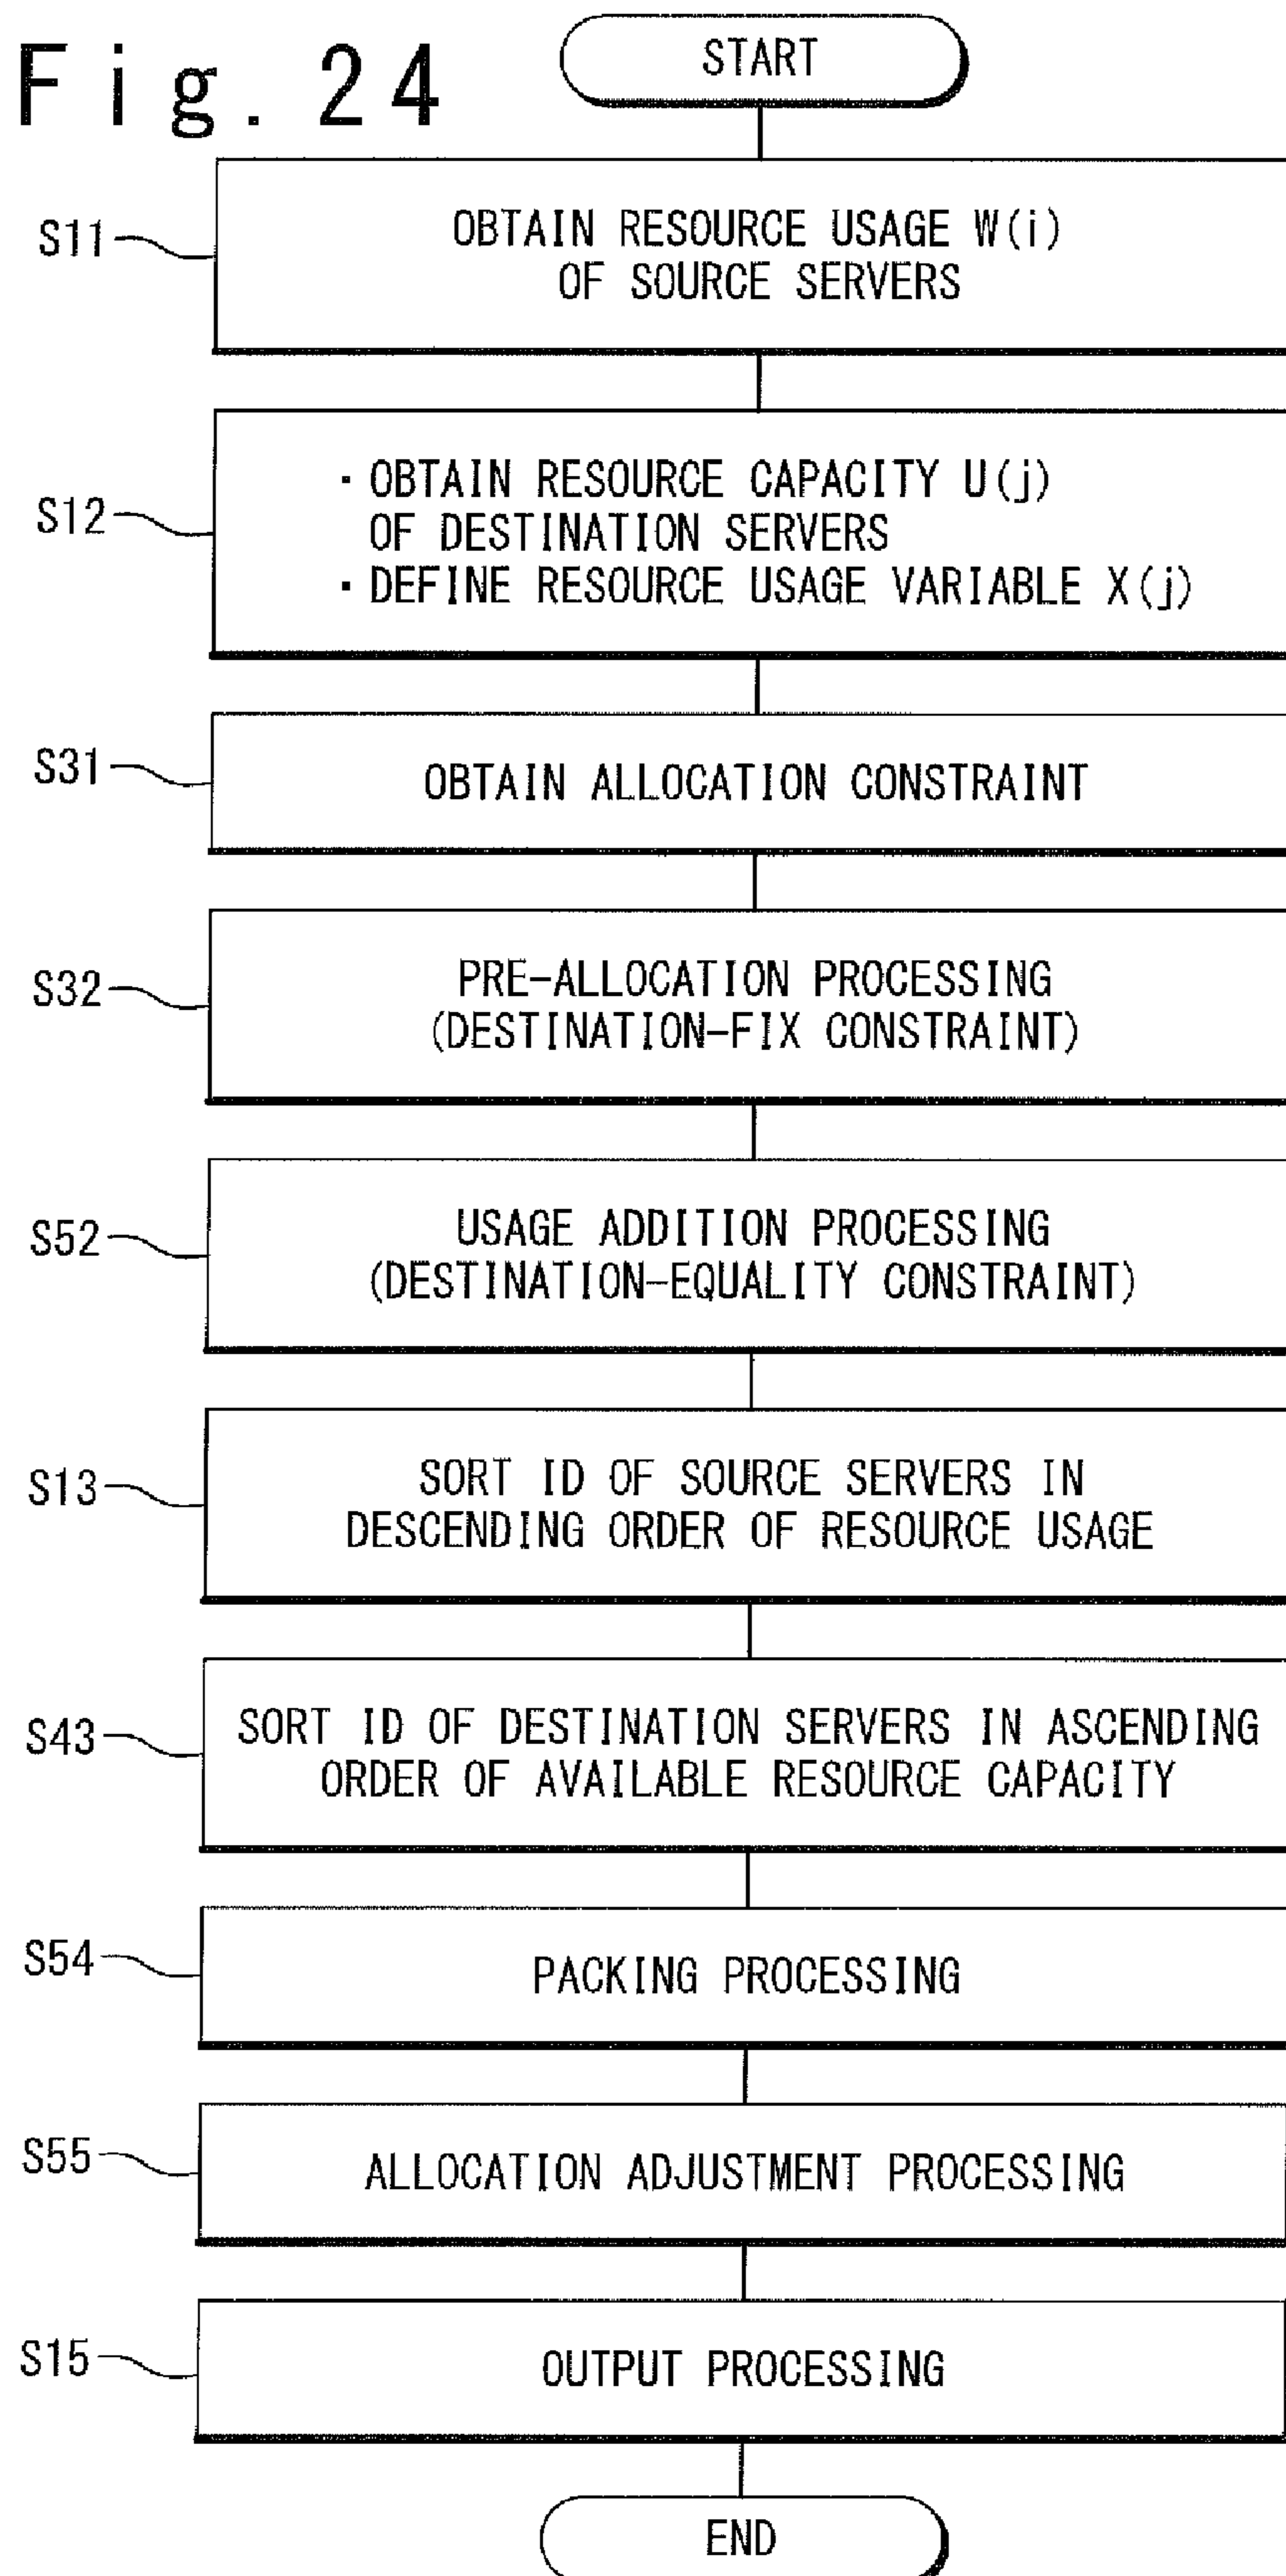 Fig. 24
START
S11
OBTAIN RESOURCE USAGE W(i)
OF SOURCE SERVERS
S12
・OBTAIN RESOURCE CAPACITY U(j)
OF DESTINATION SERVERS
・DEFINE RESOURCE USAGE VARIABLE X(j)
S31
OBTAIN ALLOCATION CONSTRAINT
S32
PRE-ALLOCATION PROCESSING
(DESTINATION-FIX CONSTRAINT)
S52
USAGE ADDITION PROCESSING
(DESTINATION-EQUALITY CONSTRAINT)
S13
SORT ID OF SOURCE SERVERS IN
DESCENDING ORDER OF RESOURCE USAGE
S43
SORT ID OF DESTINATION SERVERS IN ASCENDING
ORDER OF AVAILABLE RESOURCE CAPACITY
S54
PACKING PROCESSING
S55
ALLOCATION ADJUSTMENT PROCESSING
S15
OUTPUT PROCESSING
END